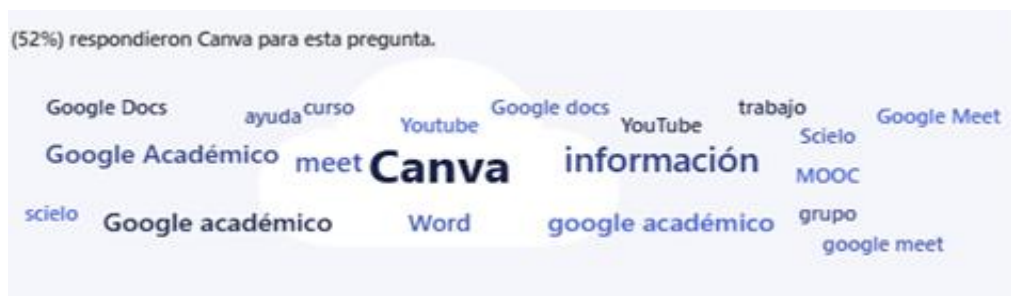 (52%) respondieron Canva para esta pregunta.
Google Docs
ayuda
curso
Youtube
Google docs
YouTube
trabajo
Google Meet
Scielo
Google Académico
meet
Canva
información
MOOC
scielo
Google académico
Word
google académico
grupo
google meet